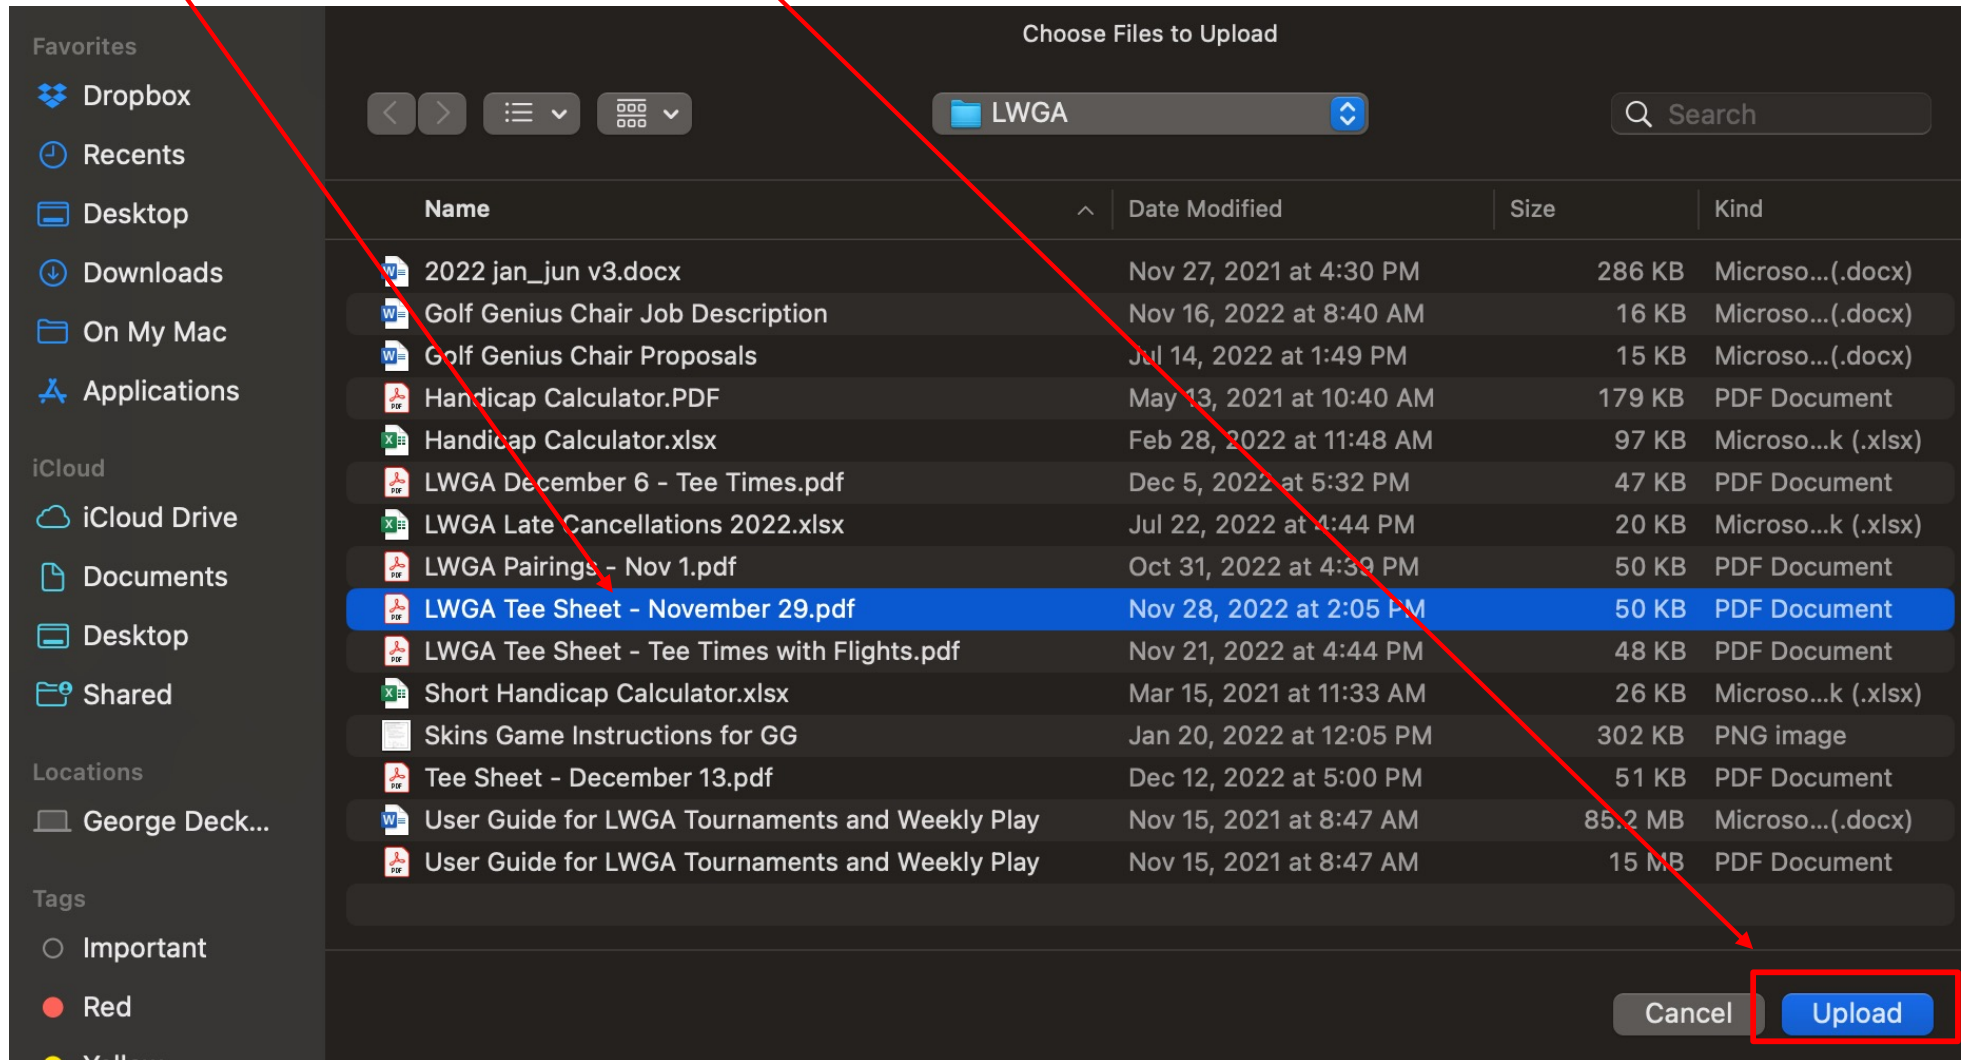 Choose Files to Upload
Favorites
Dropbox
Recents
Desktop
Downloads
On My Mac
Applications
iCloud
iCloud Drive
Documents
Desktop
Shared
Locations
George Deck...
Tags
Important
Red
LWGA
Search
Name Date Modified Size Kind
2022 jan_jun v3.docx Nov 27, 2021 at 4:30 PM 286 KB Microso...(.docx)
Golf Genius Chair Job Description Nov 16, 2022 at 8:40 AM 16 KB Microso...(.docx)
Golf Genius Chair Proposals Jul 14, 2022 at 1:49 PM 15 KB Microso...(.docx)
Handicap Calculator.PDF May 13, 2021 at 10:40 AM 179 KB PDF Document
Handicap Calculator.xlsx Feb 28, 2022 at 11:48 AM 97 KB Microso...k (.xlsx)
LWGA December 6 - Tee Times.pdf Dec 5, 2022 at 5:32 PM 47 KB PDF Document
LWGA Late Cancellations 2022.xlsx Jul 22, 2022 at 4:44 PM 20 KB Microso...k (.xlsx)
LWGA Pairings - Nov 1.pdf Oct 31, 2022 at 4:39 PM 50 KB PDF Document
LWGA Tee Sheet - November 29.pdf Nov 28, 2022 at 2:05 PM 50 KB PDF Document
LWGA Tee Sheet - Tee Times with Flights.pdf Nov 21, 2022 at 4:44 PM 48 KB PDF Document
Short Handicap Calculator.xlsx Mar 15, 2021 at 11:33 AM 26 KB Microso...k (.xlsx)
Skins Game Instructions for GG Jan 20, 2022 at 12:05 PM 302 KB PNG image
Tee Sheet - December 13.pdf Dec 12, 2022 at 5:00 PM 51 KB PDF Document
User Guide for LWGA Tournaments and Weekly Play Nov 15, 2021 at 8:47 AM 85.2 MB Microso...(.docx)
User Guide for LWGA Tournaments and Weekly Play Nov 15, 2021 at 8:47 AM 15 MB PDF Document
Cancel Upload